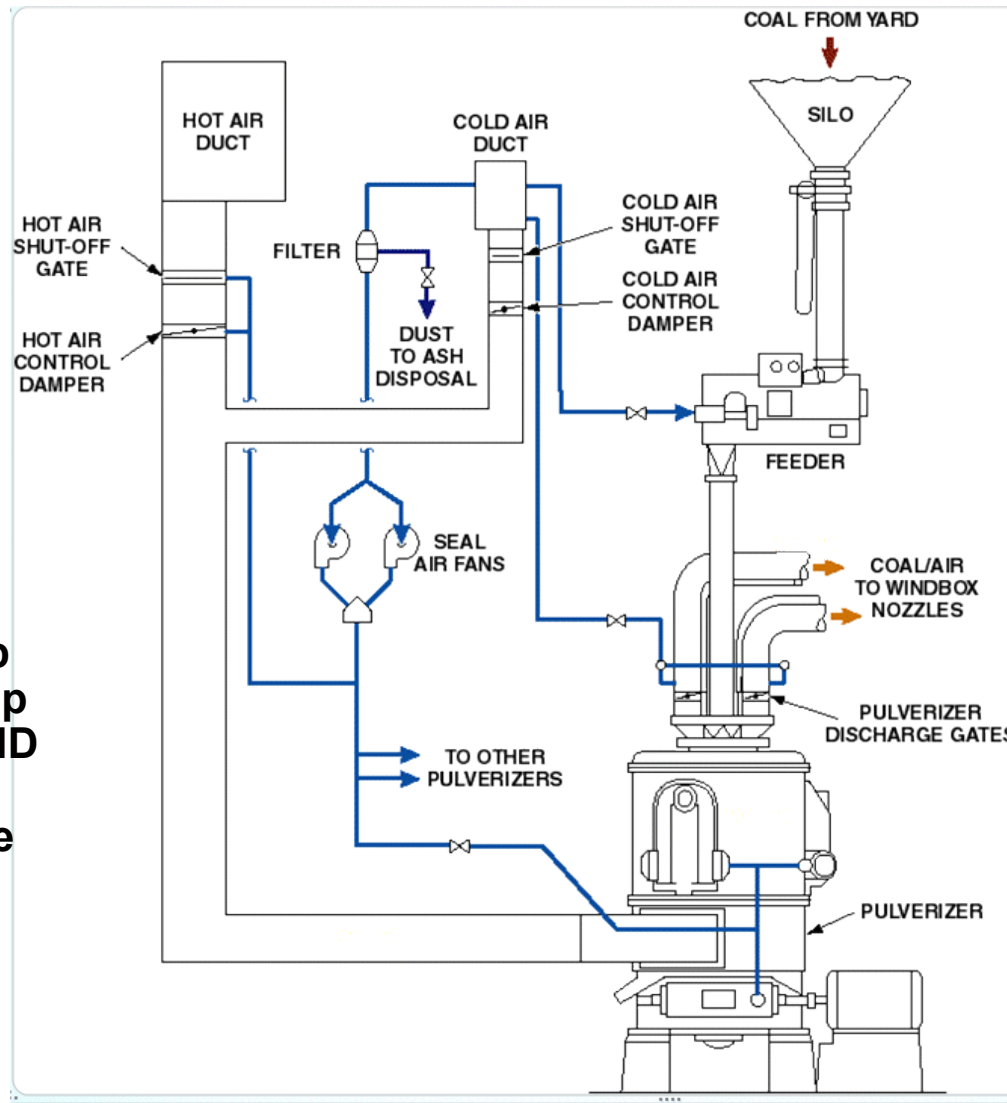 COAL FROM YARD
SILO
HOT AIR
DUCT
COLD AIR
DUCT
HOT AIR
SHUT-OFF
GATE
FILTER
COLD AIR
SHUT-OFF
GATE
COLD AIR
CONTROL
DAMPER
HOT AIR
CONTROL
DAMPER
DUST
TO ASH
DISPOSAL
FEEDER
SEAL
AIR FANS
COAL/AIR
TO WINDBOX
NOZZLES
PULVERIZER
DISCHARGE GATES
TO OTHER
PULVERIZERS
PULVERIZER